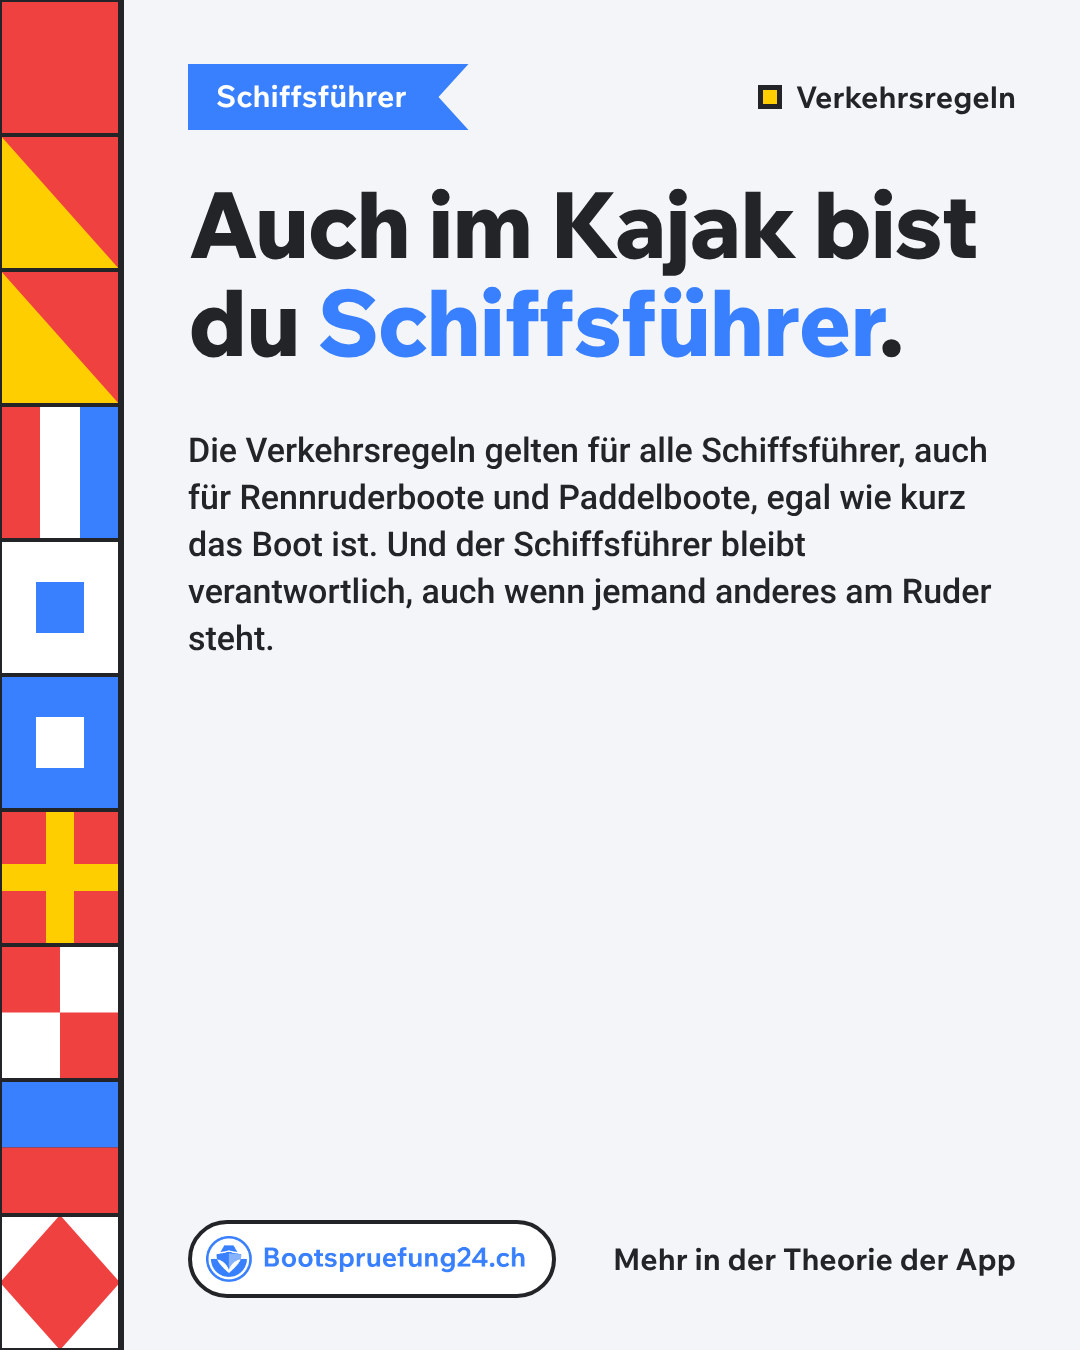 Schiffsführer
Verkehrsregeln
Auch im Kajak bist
du Schiffsführer.
Die Verkehrsregeln gelten für alle Schiffsführer, auch
für Rennruderboote und Paddelboote, egal wie kurz
das Boot ist. Und der Schiffsführer bleibt
verantwortlich, auch wenn jemand anderes am Ruder
steht.
Bootspruefung24.ch
Mehr in der Theorie der App